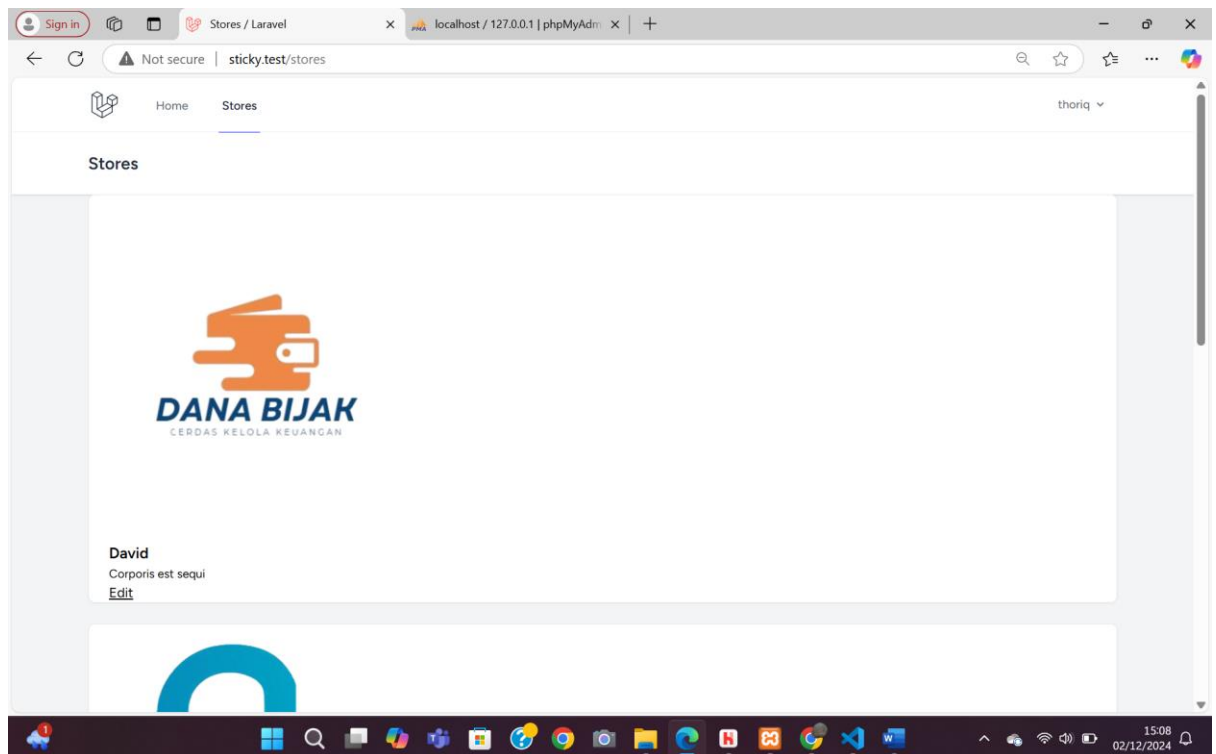 Sign in
Stores / Laravel
localhost / 127.0.0.1 | phpMyAdm
Not secure | sticky.test/stores
Home Stores thoriq
Stores
DANA BIJAK
CERDAS KELOLA KEUANGAN
David
Corporis est sequi
Edit
15:08
02/12/2024